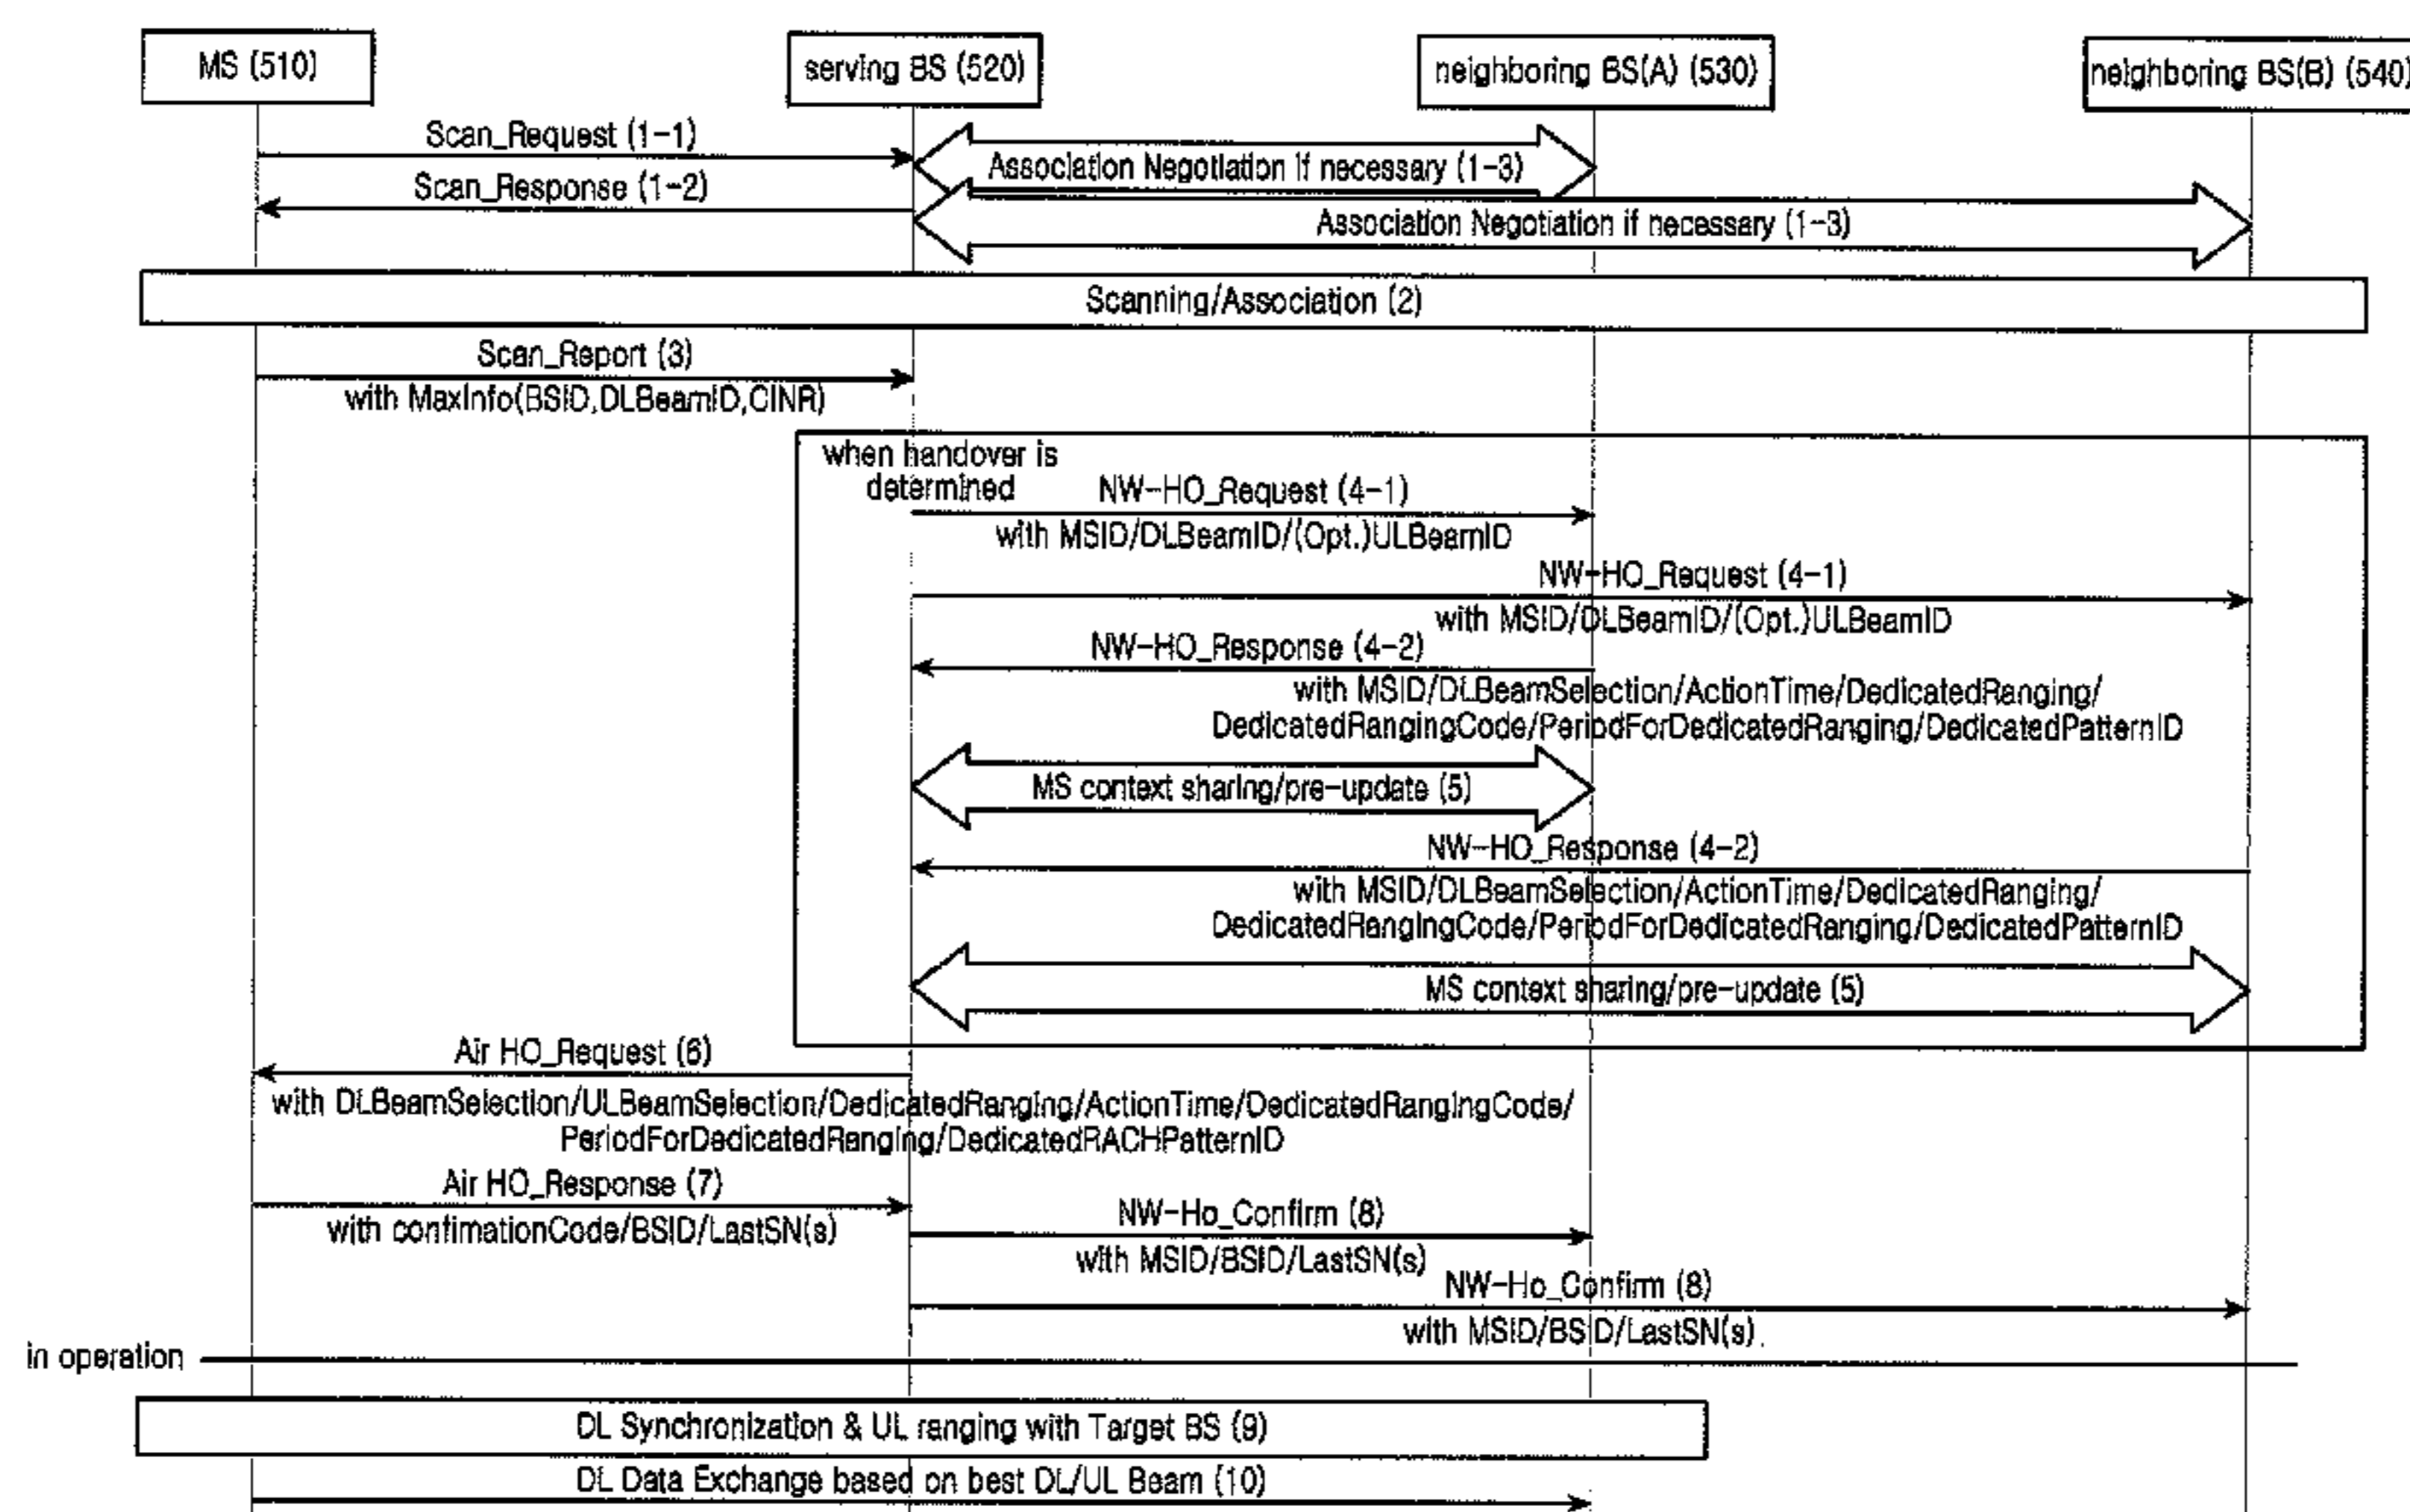 MS (510)
serving BS (520)
neighboring BS(A) (530)
neighboring BS(B) (540)
Scan_Request (1-1)
Association Negotiation if necessary (1-3)
Scan_Response (1-2)
Association Negotiation if necessary (1-3)
Scanning/Association (2)
Scan_Report (3)
with MaxInfo(BSID,DLBeamID,CINR)
when handover is
determined
NW-HO_Request (4-1)
with MSID/DLBeamID/(Opt.)ULBeamID
NW-HO_Request (4-1)
with MSID/DLBeamID/(Opt.)ULBeamID
NW-HO_Response (4-2)
with MSID/DLBeamSelection/ActionTime/DedicatedRanging/
DedicatedRangingCode/PeriodForDedicatedRanging/DedicatedPatternID
MS context sharing/pre-update (5)
NW-HO_Response (4-2)
with MSID/DLBeamSelection/ActionTime/DedicatedRanging/
DedicatedRangingCode/PeriodForDedicatedRanging/DedicatedPatternID
MS context sharing/pre-update (5)
Air HO_Request (6)
with DLBeamSelection/ULBeamSelection/DedicatedRanging/ActionTime/DedicatedRangingCode/
PeriodForDedicatedRanging/DedicatedRACHPatternID
Air HO_Response (7)
with confimationCode/BSID/LastSN(s)
NW-Ho_Confirm (8)
with MSID/BSID/LastSN(s)
NW-Ho_Confirm (8)
with MSID/BSID/LastSN(s)
in operation
DL Synchronization & UL ranging with Target BS (9)
DL Data Exchange based on best DL/UL Beam (10)